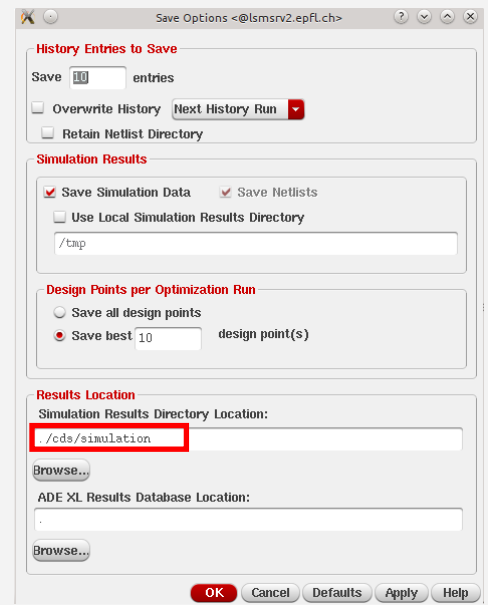 Save Options <@lsmsrv2.epfl.ch>
History Entries to Save
Save 10 entries
Overwrite History Next History Run
Retain Netlist Directory
Simulation Results
Save Simulation Data Save Netlists
Use Local Simulation Results Directory
/tmp
Design Points per Optimization Run
Save all design points
Save best 10 design point(s)
Results Location
Simulation Results Directory Location:
./cds/simulation
Browse...
ADE XL Results Database Location:
.
Browse...
OK Cancel Defaults Apply Help